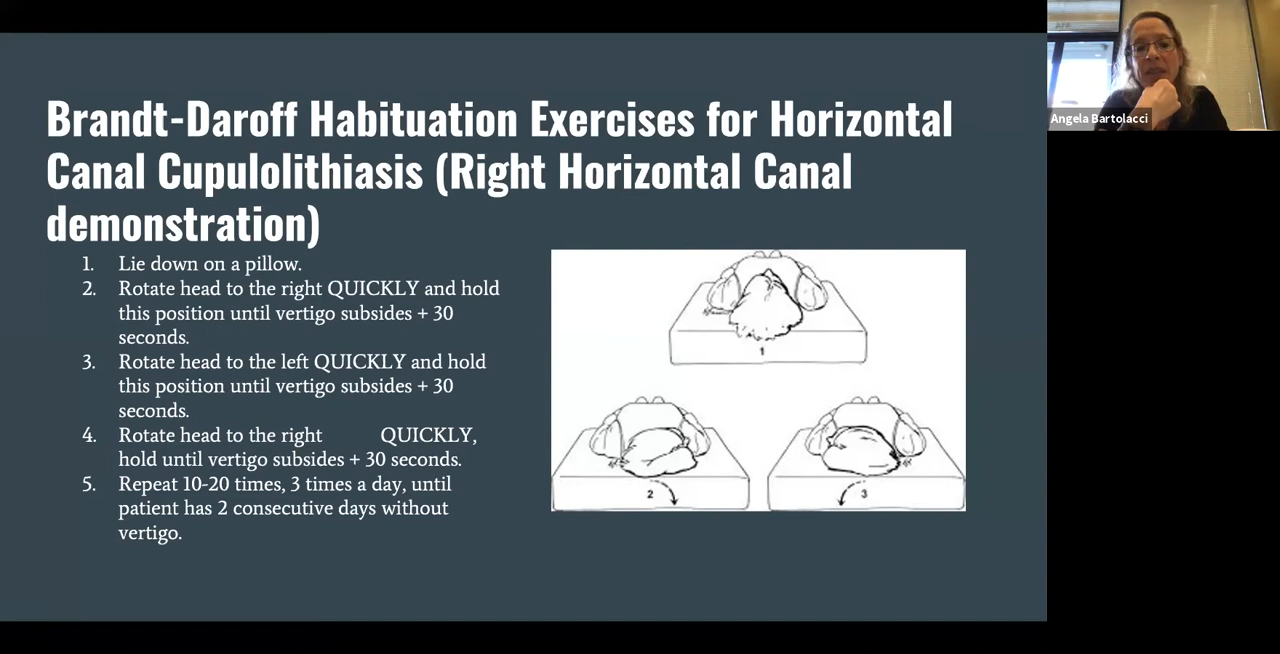 Brandt-Daroff Habituation Exercises for Horizontal
Canal Cupulolithiasis (Right Horizontal Canal
demonstration)
1. Lie down on a pillow.
2. Rotate head to the right QUICKLY and hold
this position until vertigo subsides + 30
seconds.
3. Rotate head to the left QUICKLY and hold
this position until vertigo subsides + 30
seconds.
4. Rotate head to the right QUICKLY,
hold until vertigo subsides + 30 seconds.
5. Repeat 10-20 times, 3 times a day, until
patient has 2 consecutive days without
vertigo.
1
2
3
Angela Bartolacci